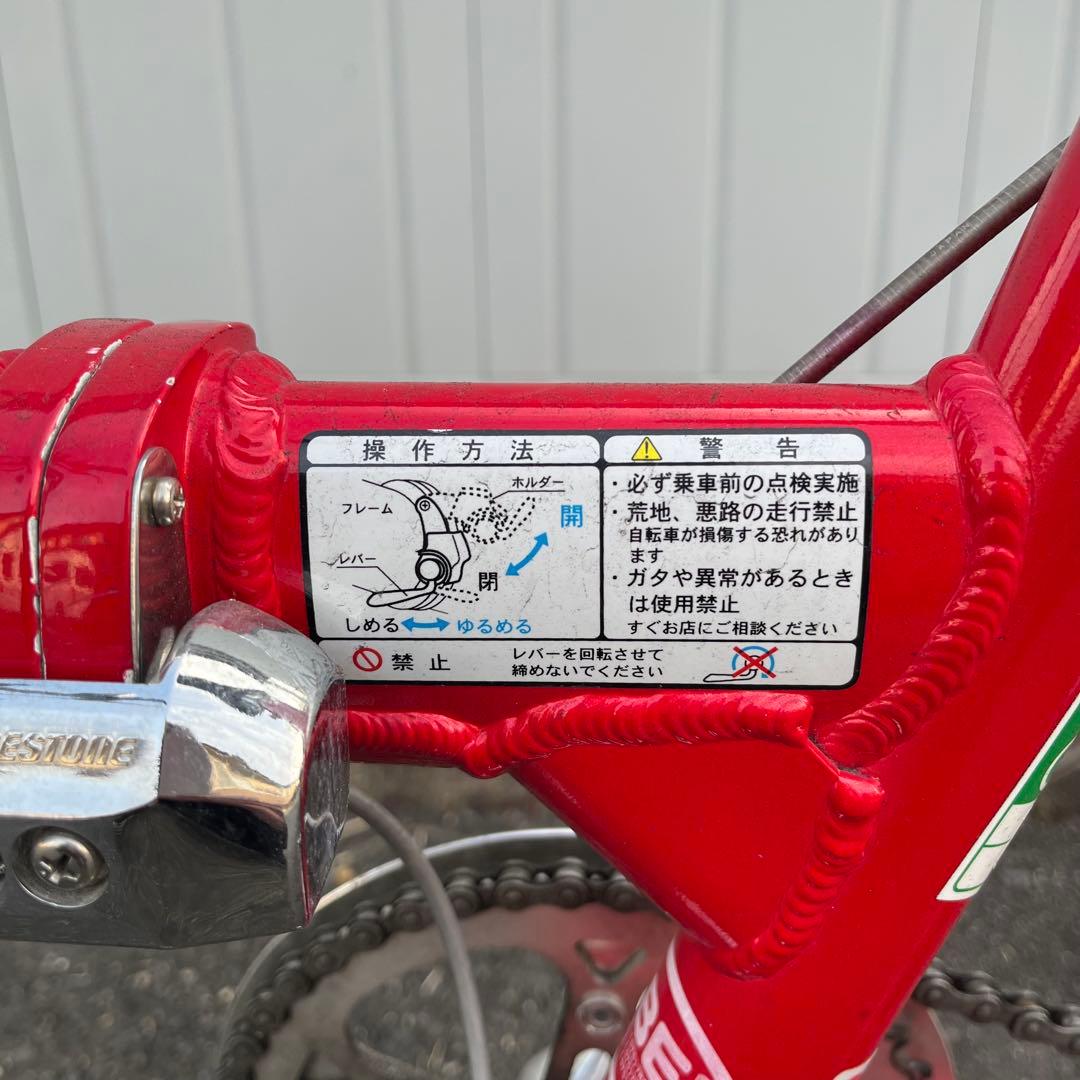 JAPAN
操作方法
フレーム
ホルダー
開
レバー
閉
しめる ゆるめる
警告
・必ず乗車前の点検実施
・荒地、悪路の走行禁止
自転車が損傷する恐れがあり
ます
・ガタや異常があるとき
は使用禁止
すぐお店にご相談ください
禁止
レバーを回転させて
締めないでください
ESTONE
BE